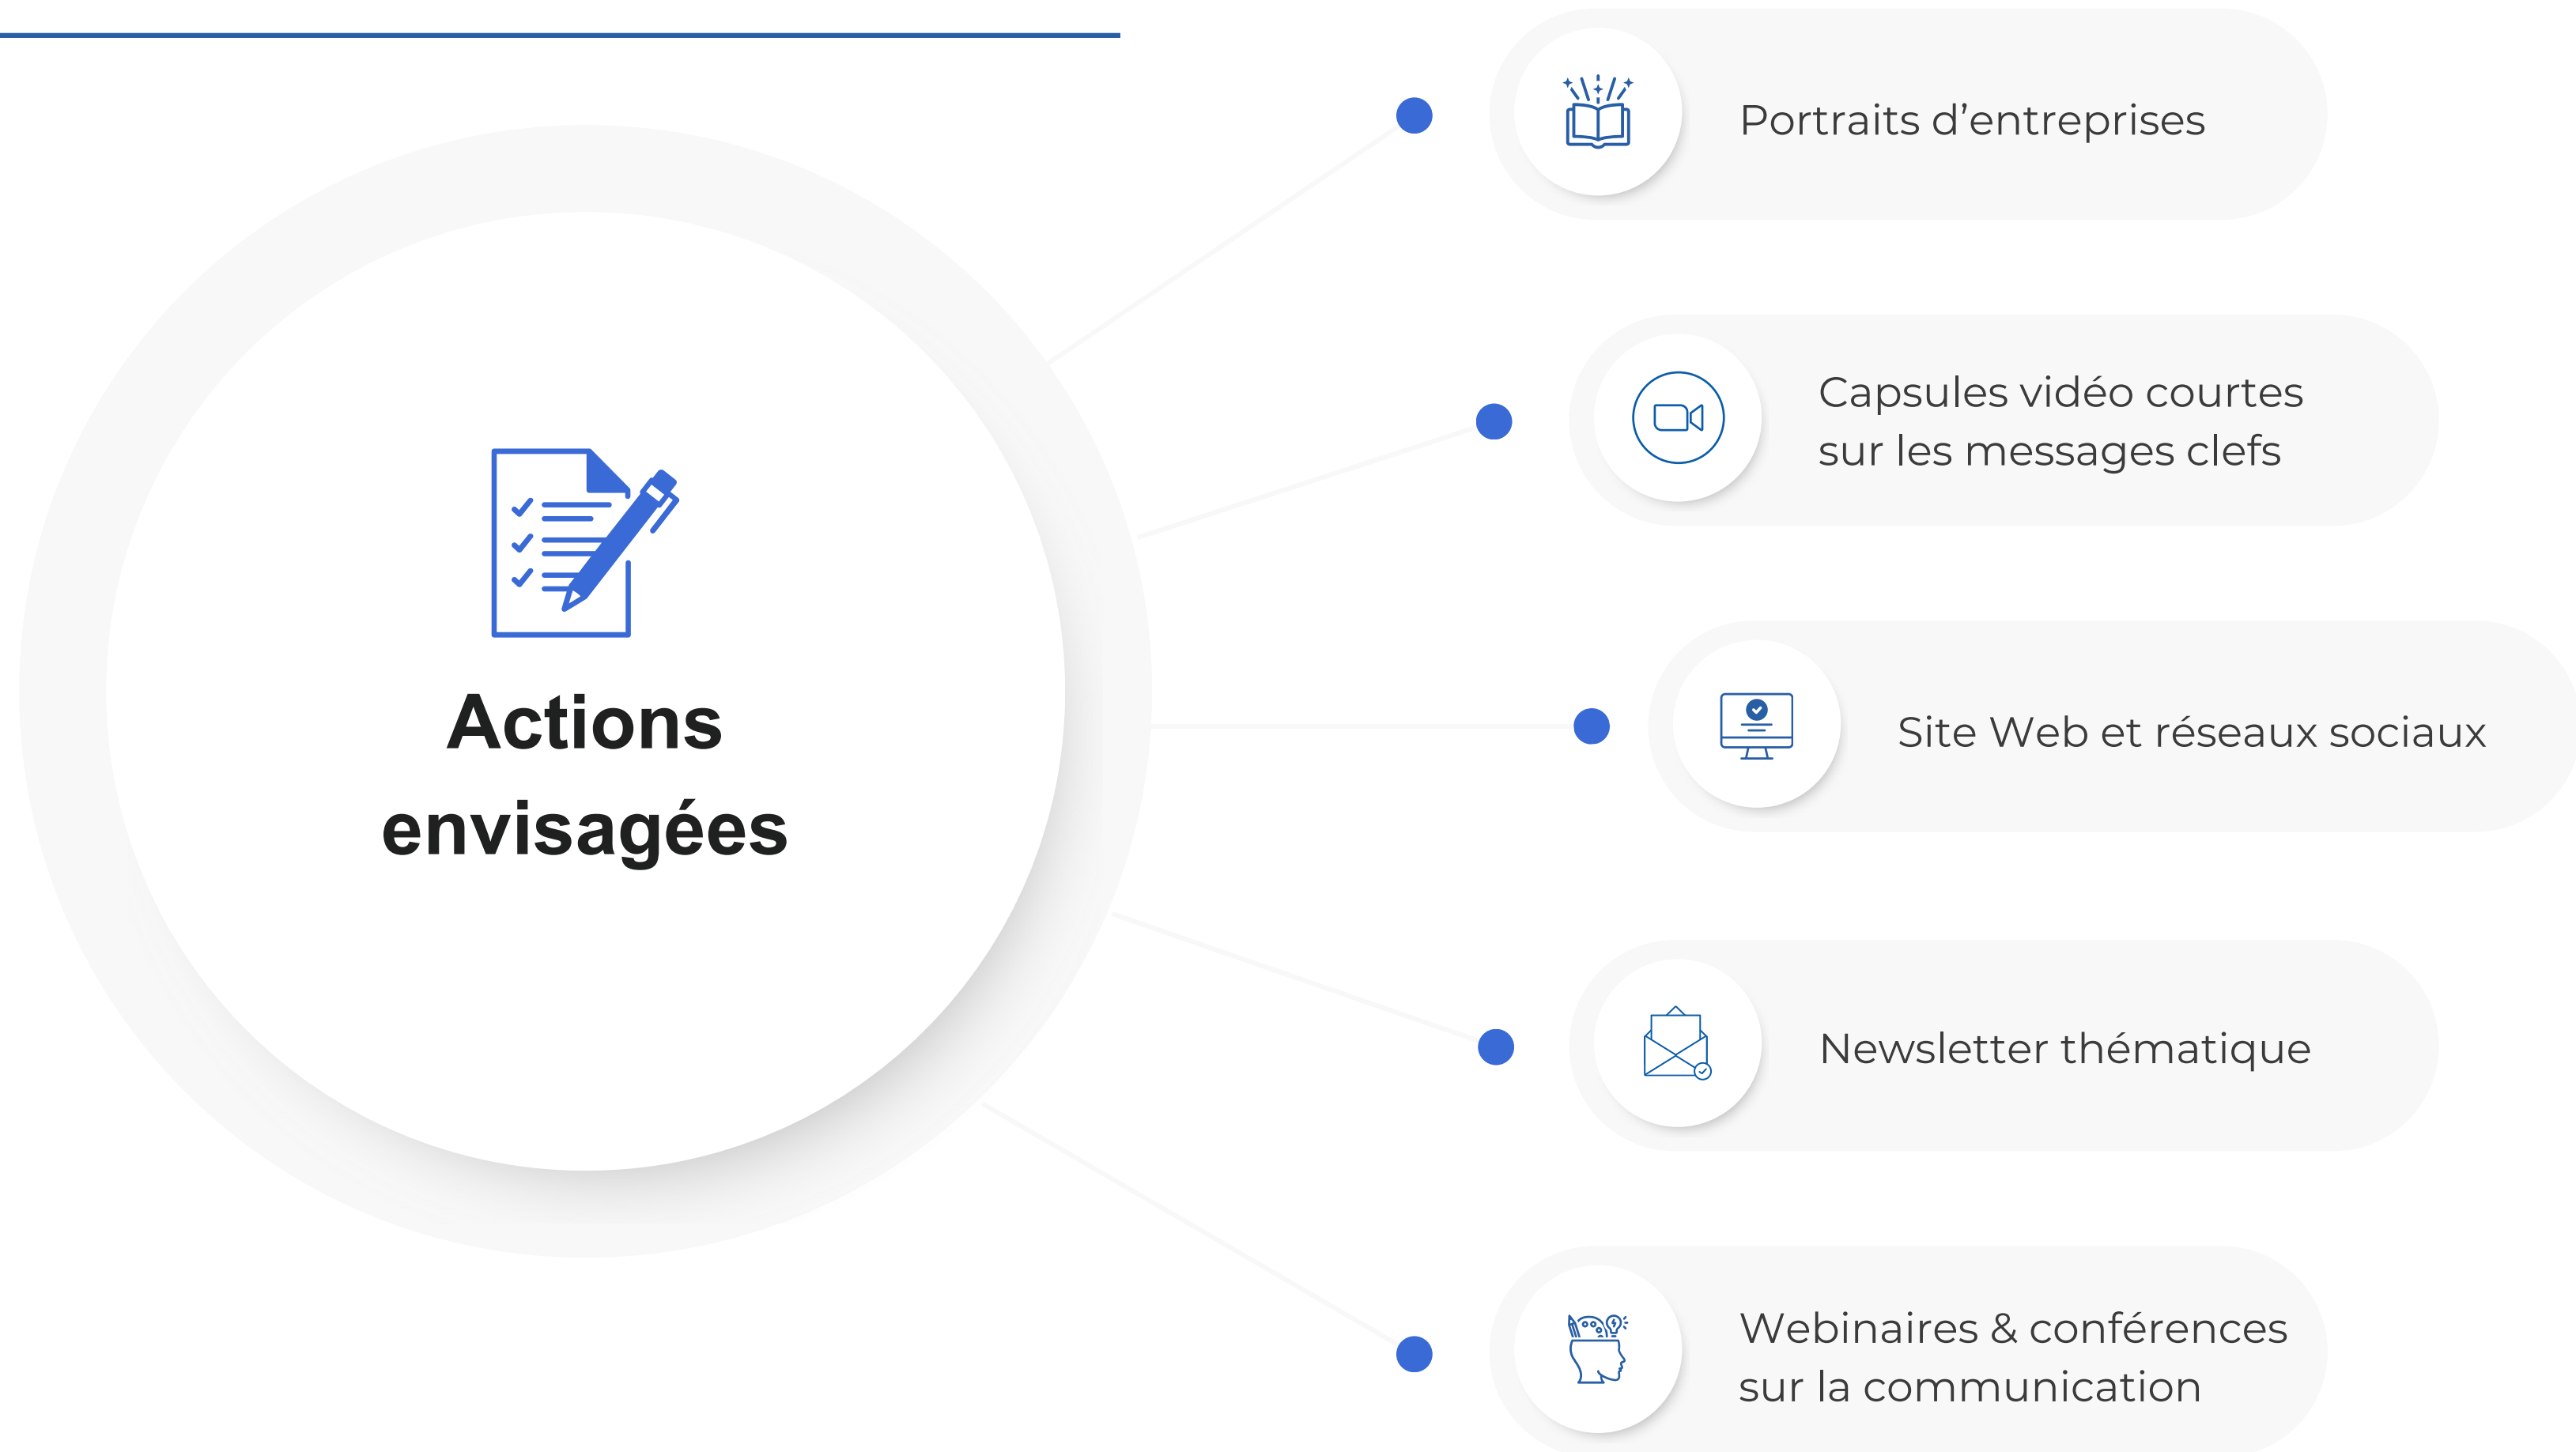 Actions
envisagées
Portraits d’entreprises
Capsules vidéo courtes
sur les messages clefs
Site Web et réseaux sociaux
Newsletter thématique
Webinaires & conférences
sur la communication